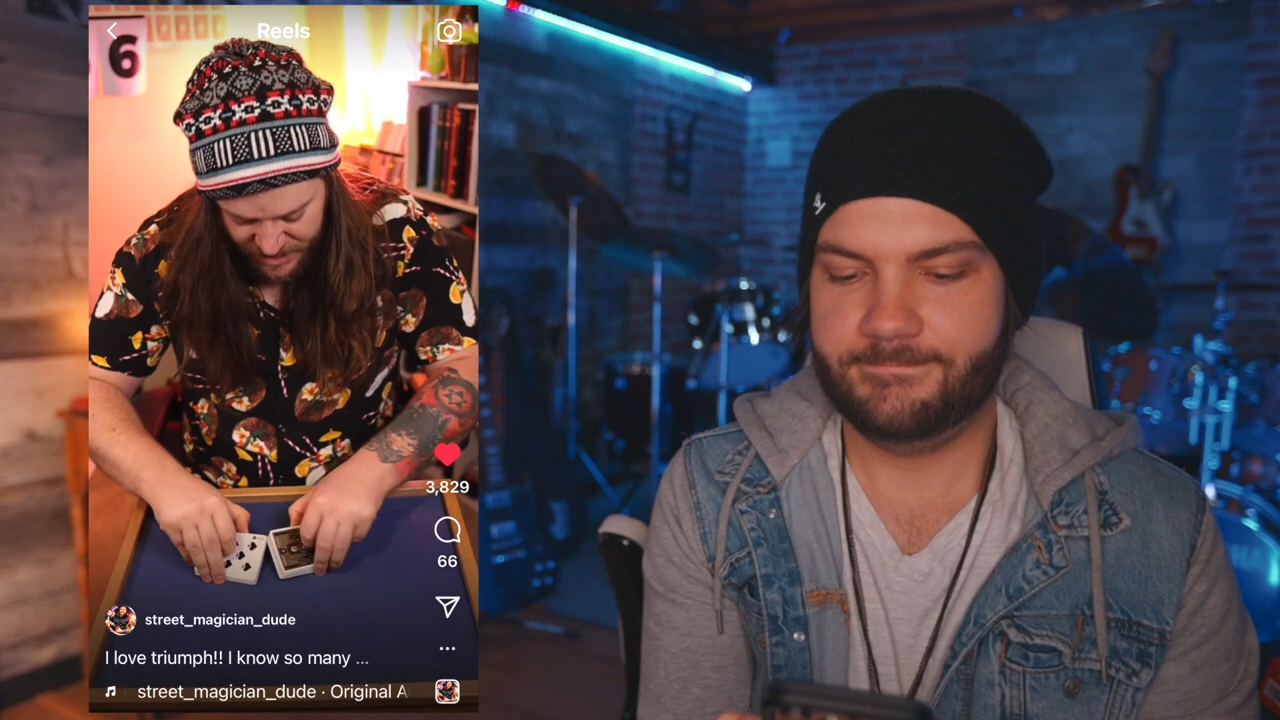 Reels
6
3,829
66
street_magician_dude
I love triumph!! I know so many ...
street_magician_dude · Original A